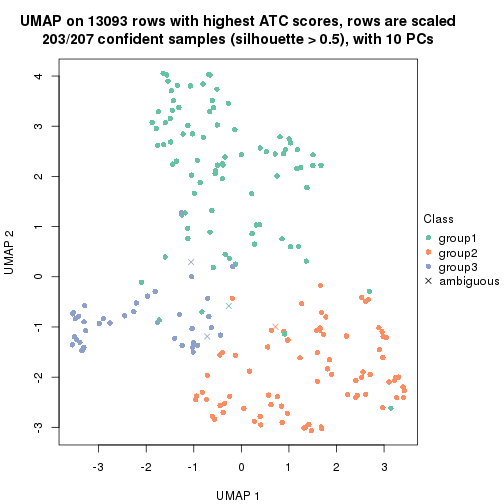 UMAP on 13093 rows with highest ATC scores, rows are scaled
203/207 confident samples (silhouette > 0.5), with 10 PCs
4
3
2
1
0
-1
-2
-3
UMAP 2
-3
-2
-1
0
1
2
3
UMAP 1
Class
group1
group2
group3
ambiguous